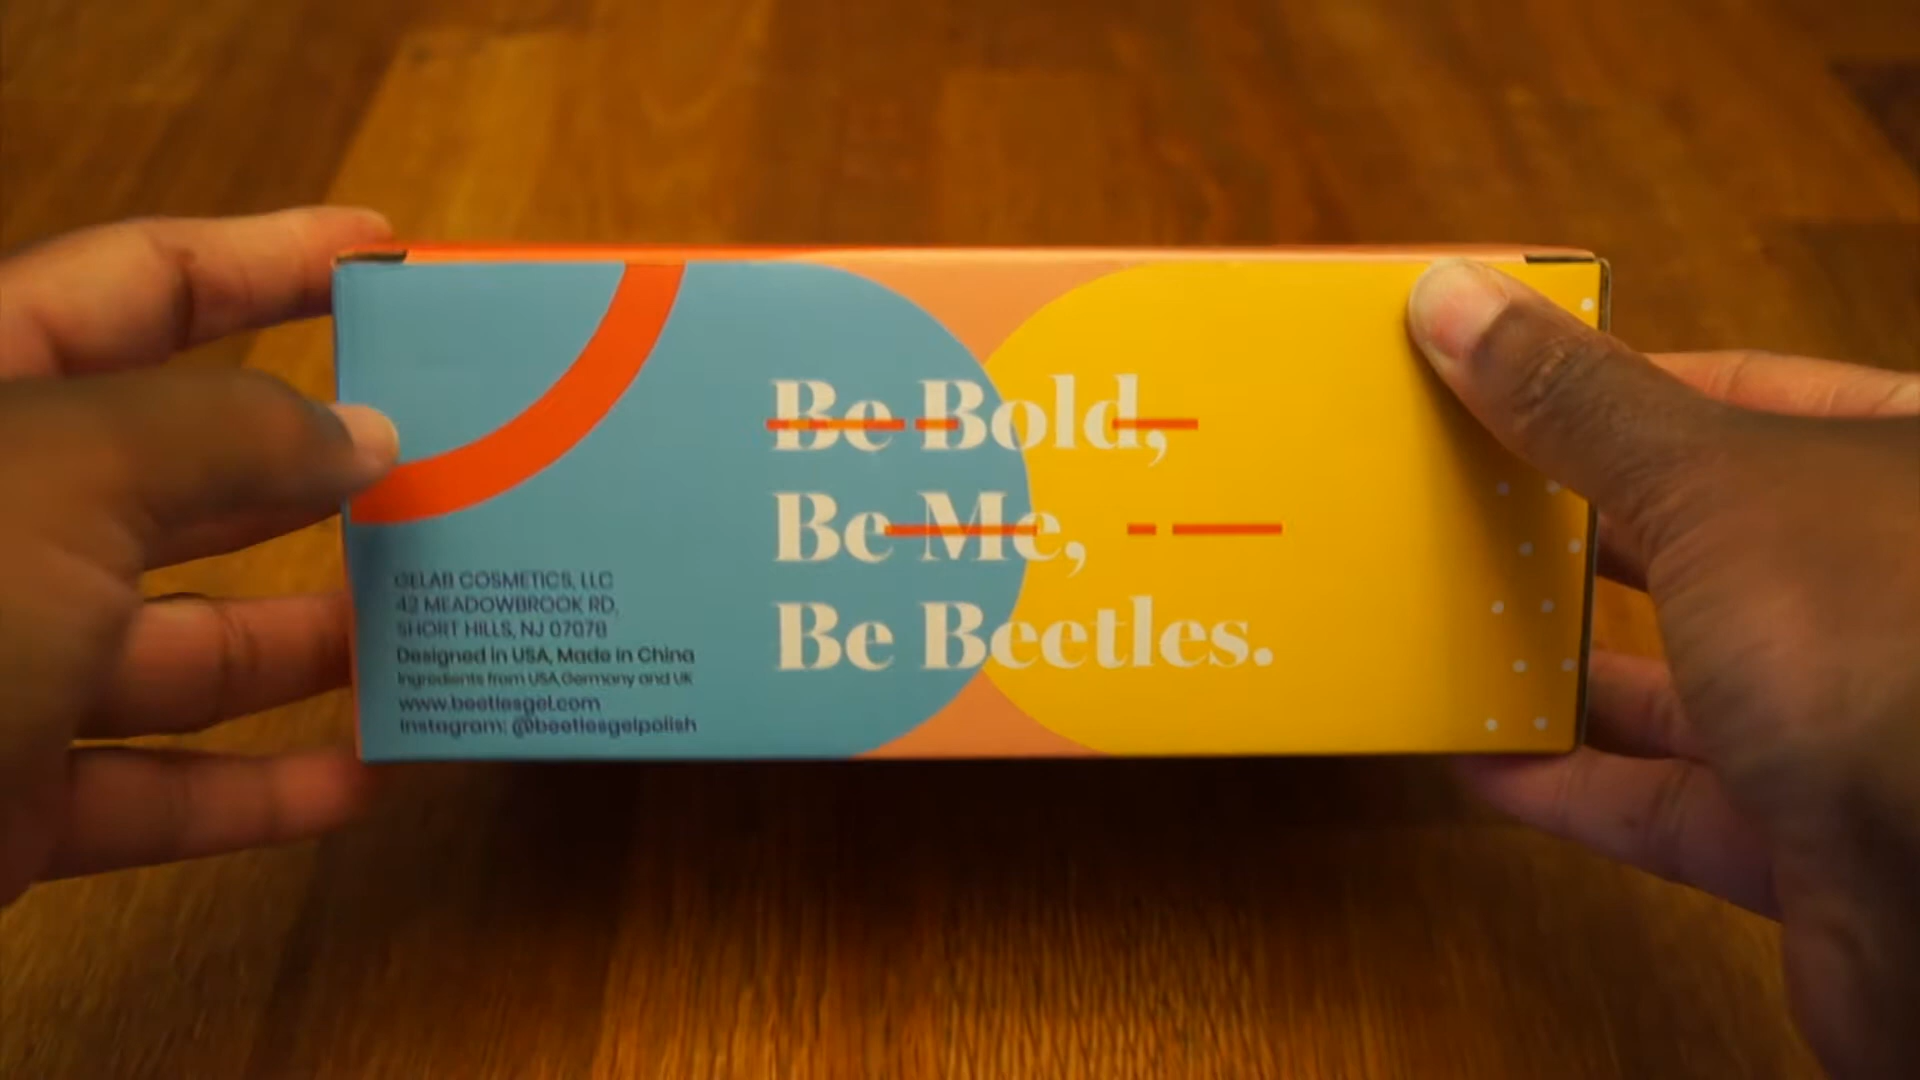 Be Bold,
Be Me,
Be Beetles.
GELAB COSMETICS, LLC
42 MEADOWBROOK RD,
SHORT HILLS, NJ 07078
Designed in USA, Made in China
Ingredients from USA,Germany and UK
www.beetlesgel.com
Instagram: @beetlesgelpolish